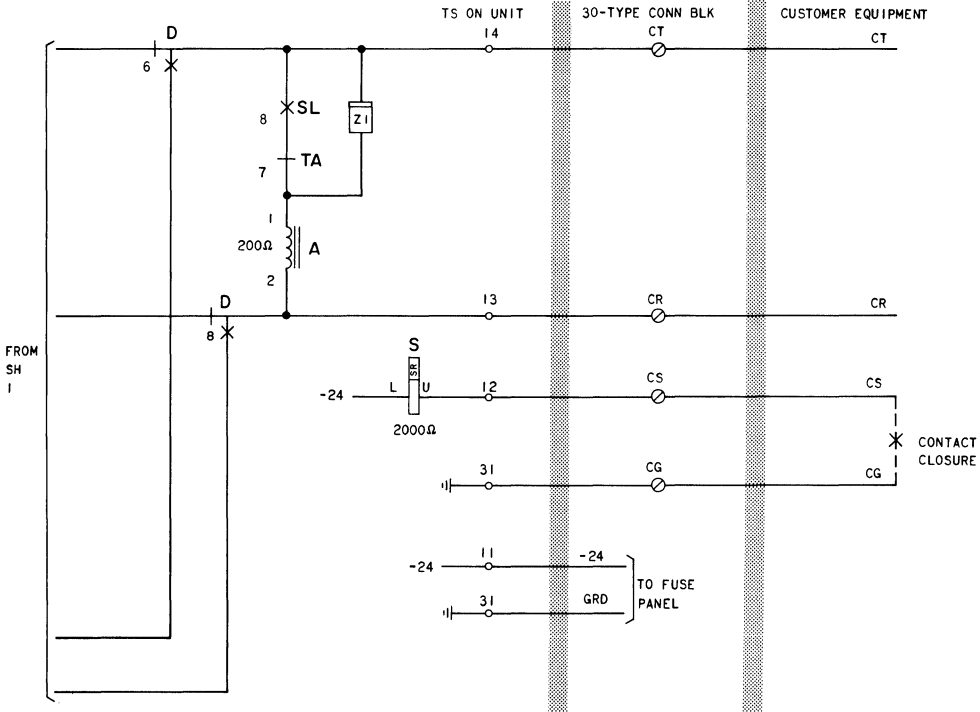 TS ON UNIT
30-TYPE CONN BLK
CUSTOMER EQUIPMENT
D
14
CT
CT
6
SL
8
Z1
TA
7
1
200Ω
A
2
D
13
CR
CR
8
FROM
SH
1
S
SR
-24
L
U
12
CS
CS
2000Ω
CONTACT
CLOSURE
31
CG
CG
-24
11
-24
TO FUSE
PANEL
31
GRD